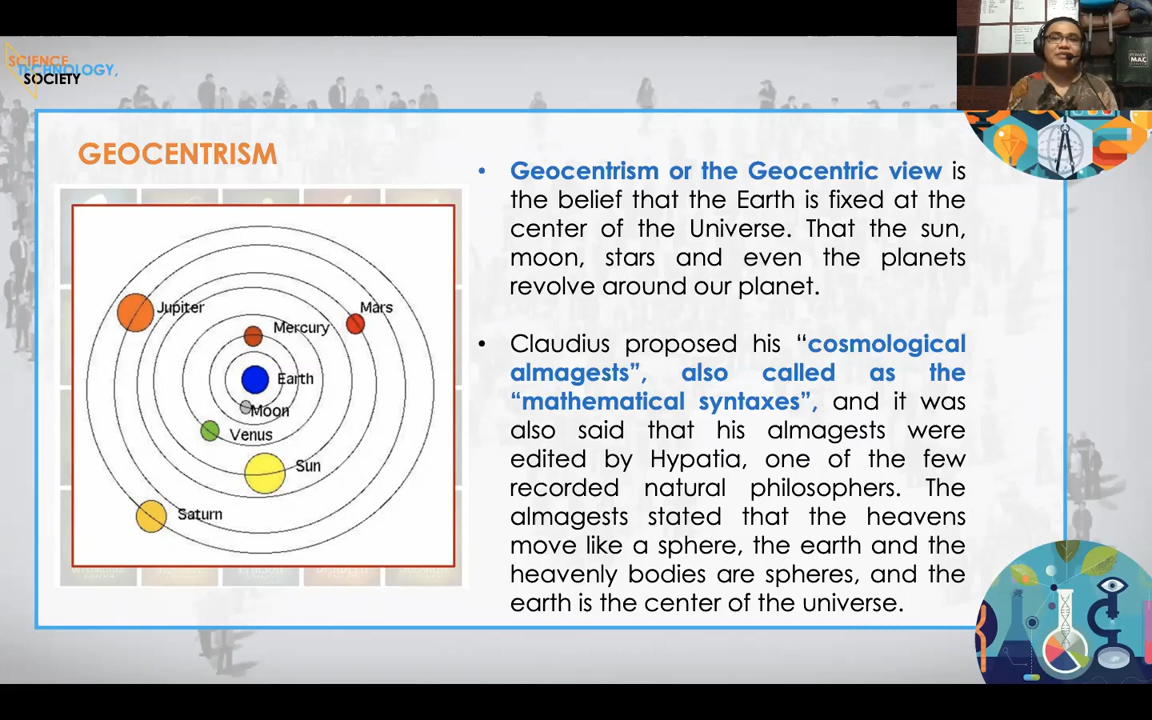 SCIENCE,
TECHNOLOGY,
SOCIETY
MAC
GEOCENTRISM
Jupiter
Mars
Mercury
Earth
Moon
Venus
Sun
Saturn
• Geocentrism or the Geocentric view is
the belief that the Earth is fixed at the
center of the Universe. That the sun,
moon, stars and even the planets
revolve around our planet.
• Claudius proposed his “cosmological
almagests”, also called as the
“mathematical syntaxes”, and it was
also said that his almagests were
edited by Hypatia, one of the few
recorded natural philosophers. The
almagests stated that the heavens
move like a sphere, the earth and the
heavenly bodies are spheres, and the
earth is the center of the universe.